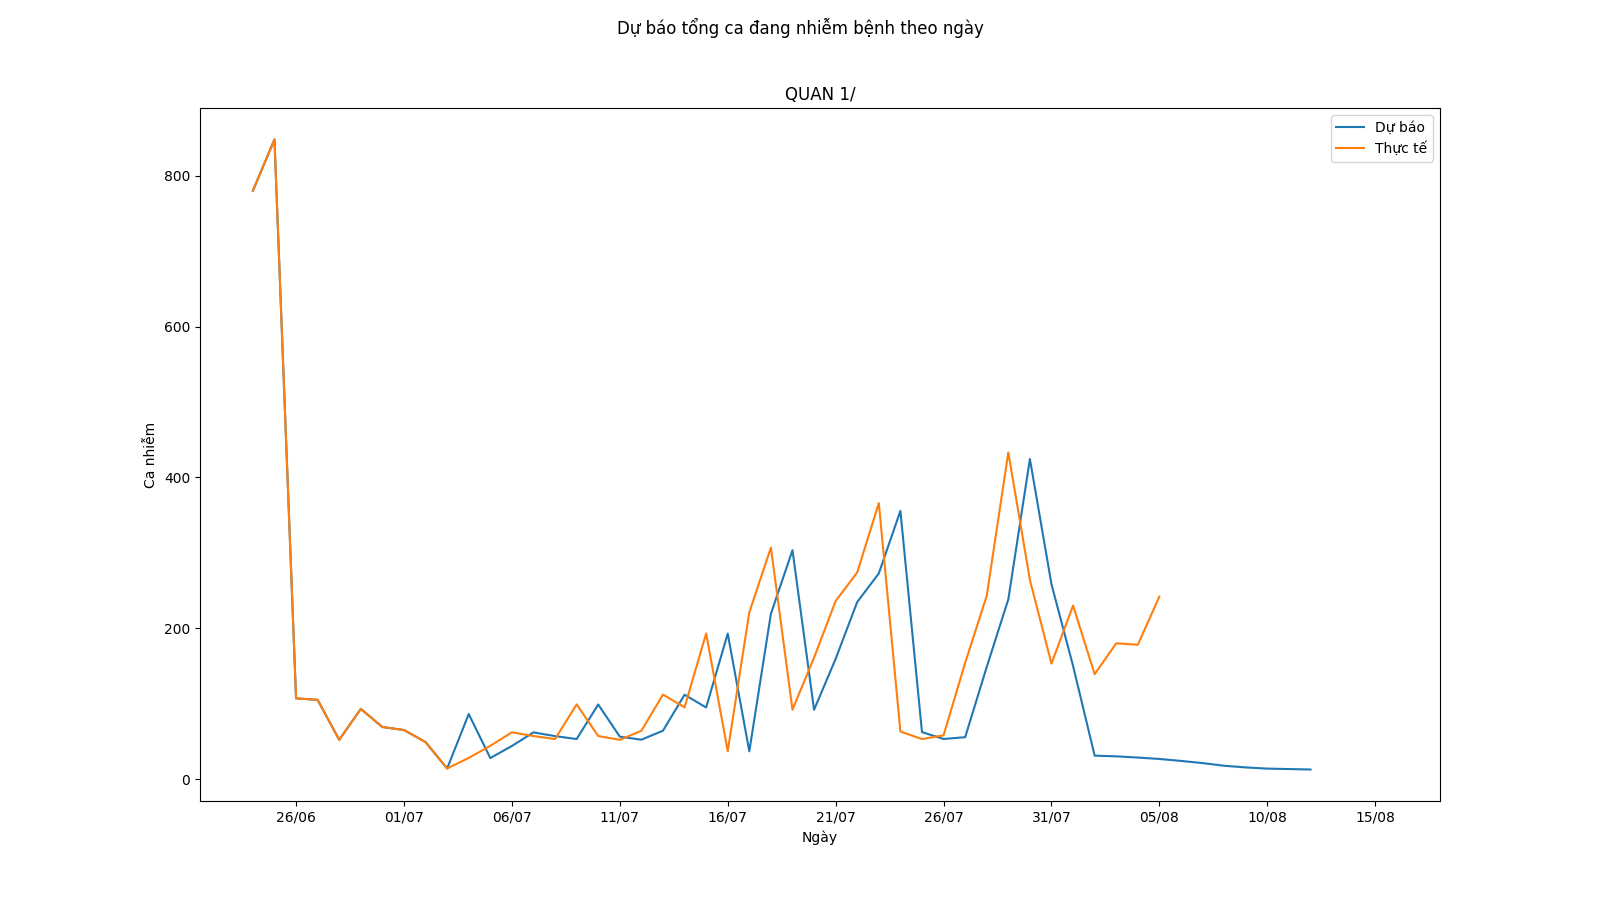 Dự báo tổng ca đang nhiễm bệnh theo ngày
QUAN 1/
Dự báo
Thực tế
800
600
400
200
0
Ca nhiễm
26/06 01/07 06/07 11/07 16/07 21/07 26/07 31/07 05/08 10/08 15/08
Ngày